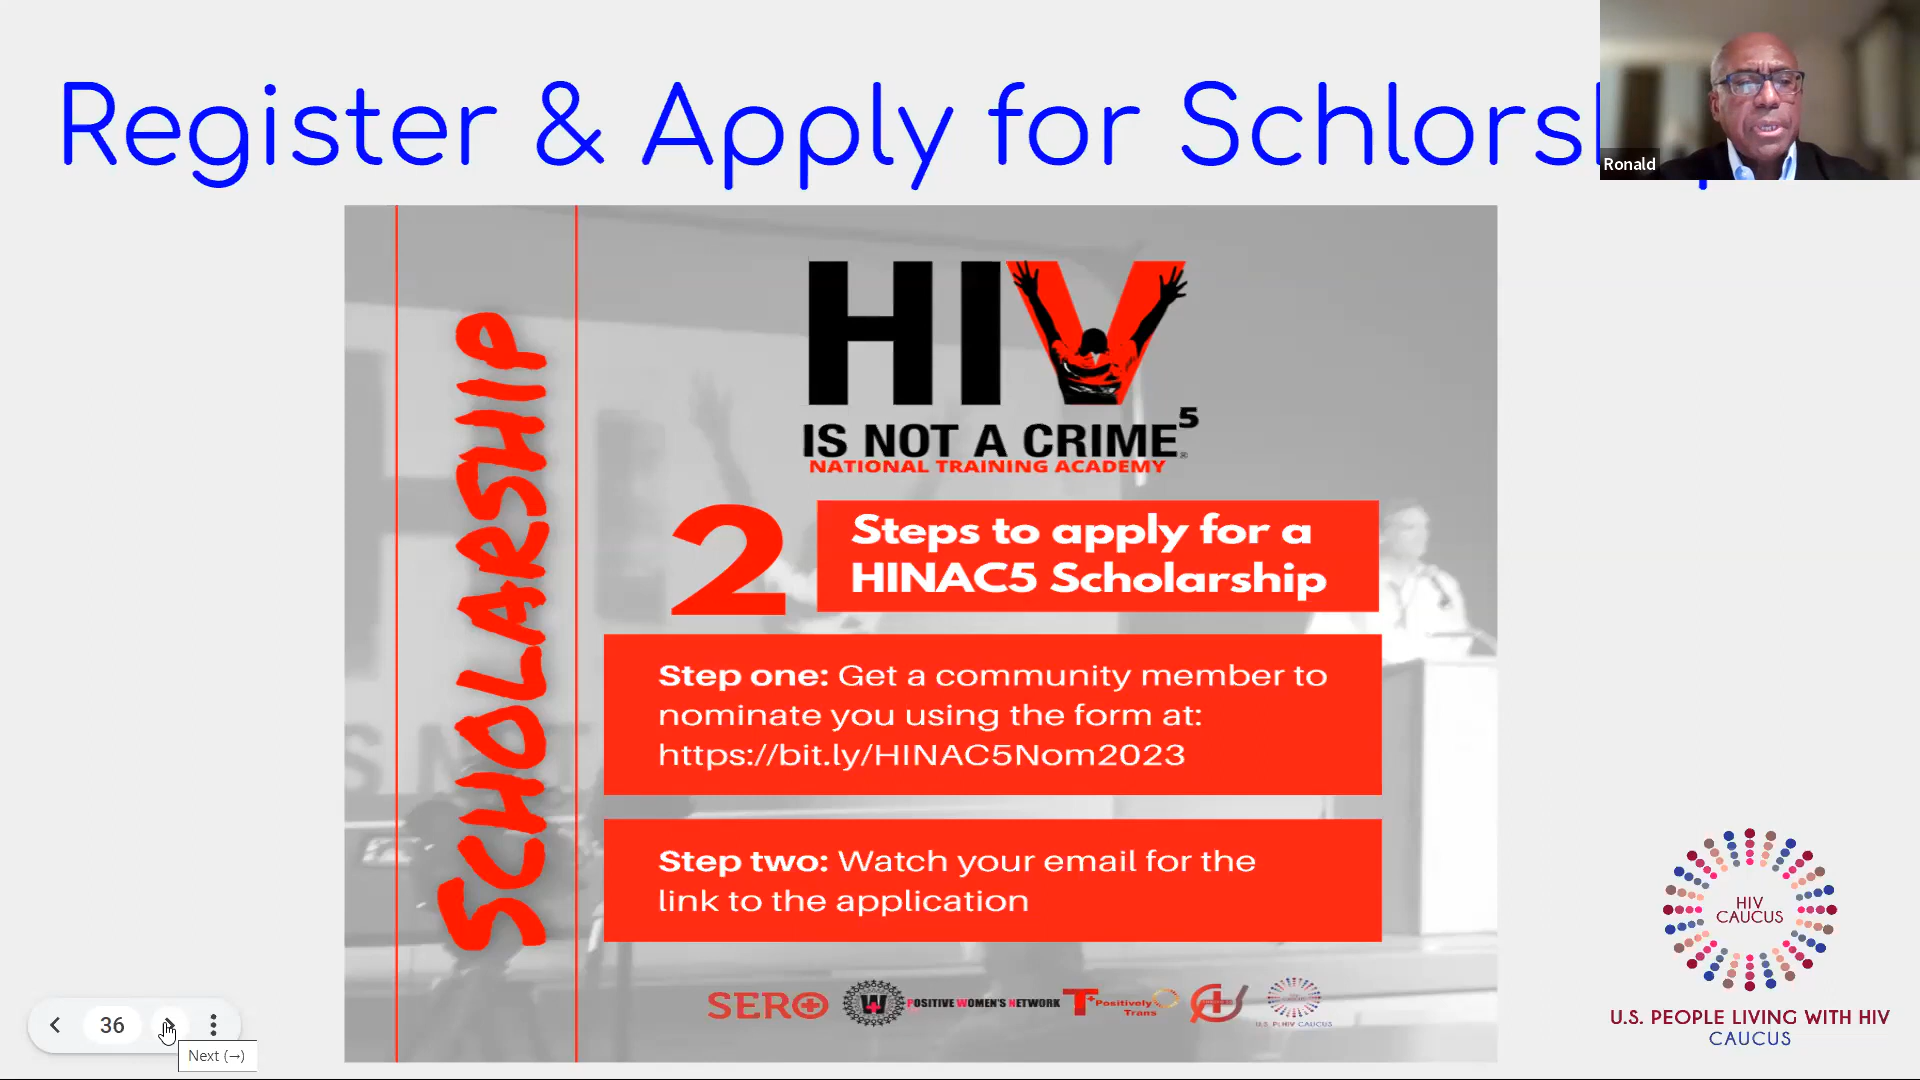 Register & Apply for Schlors
Ronald
SCHOLARSHIP
HIV
IS NOT A CRIME5
®
NATIONAL TRAINING ACADEMY
2
Steps to apply for a
HINAC5 Scholarship
Step one: Get a community member to
nominate you using the form at:
https://bit.ly/HINAC5Nom2023
Step two: Watch your email for the
link to the application
SERO
POSITIVE WOMEN'S NETWORK
T+ Positively
Trans
U.S. PLHIV CAUCUS
HIV
CAUCUS
U.S. PEOPLE LIVING WITH HIV
CAUCUS
36
Next (→)